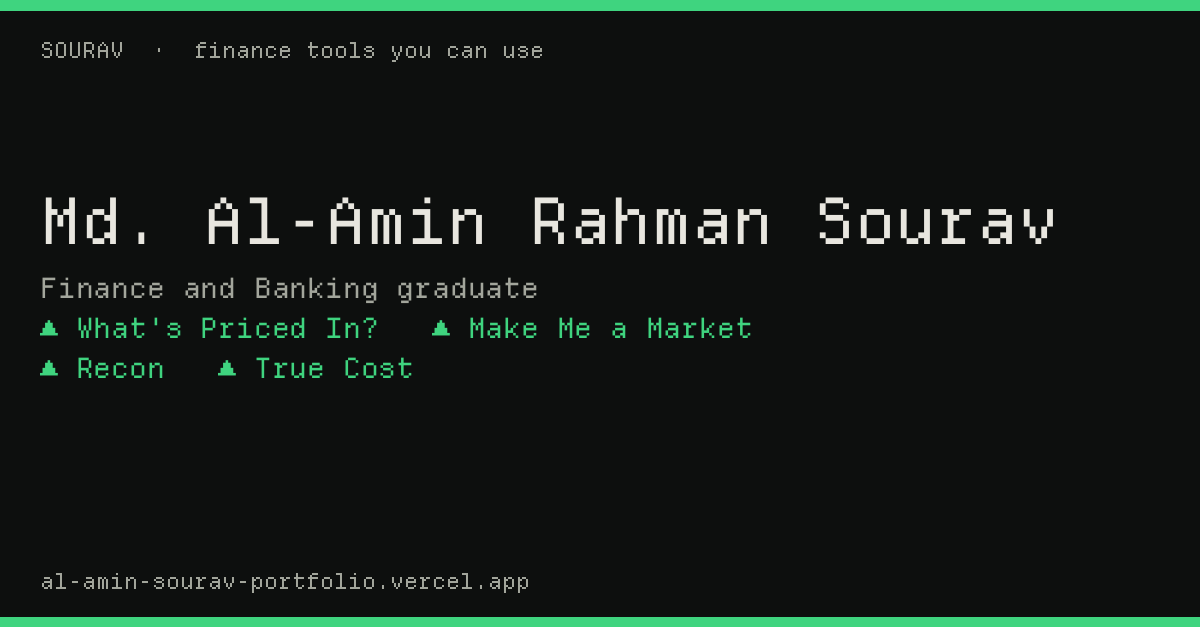 SOURAV · finance tools you can use
Md. Al-Amin Rahman Sourav
Finance and Banking graduate
▲ What's Priced In? ▲ Make Me a Market
▲ Recon ▲ True Cost
al-amin-sourav-portfolio.vercel.app